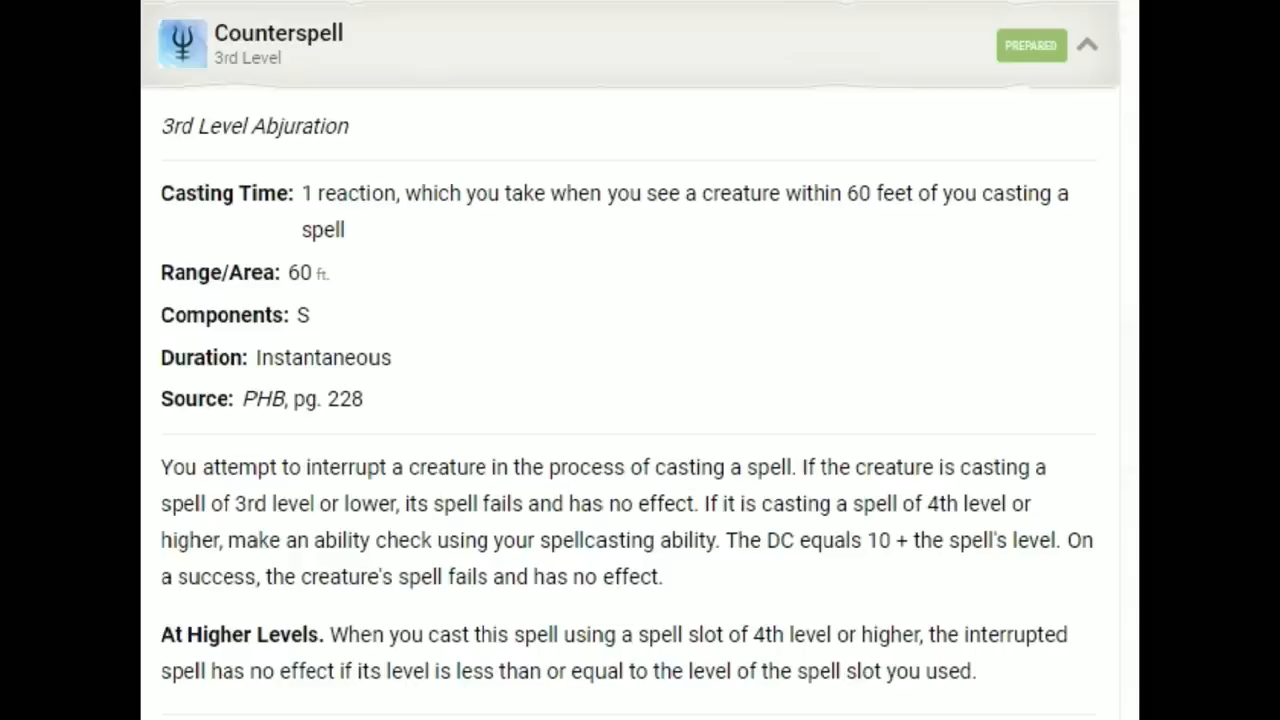 Counterspell
3rd Level
PREPARED
3rd Level Abjuration
Casting Time: 1 reaction, which you take when you see a creature within 60 feet of you casting a
spell
Range/Area: 60 ft.
Components: S
Duration: Instantaneous
Source: PHB, pg. 228
You attempt to interrupt a creature in the process of casting a spell. If the creature is casting a
spell of 3rd level or lower, its spell fails and has no effect. If it is casting a spell of 4th level or
higher, make an ability check using your spellcasting ability. The DC equals 10 + the spell's level. On
a success, the creature's spell fails and has no effect.
At Higher Levels. When you cast this spell using a spell slot of 4th level or higher, the interrupted
spell has no effect if its level is less than or equal to the level of the spell slot you used.